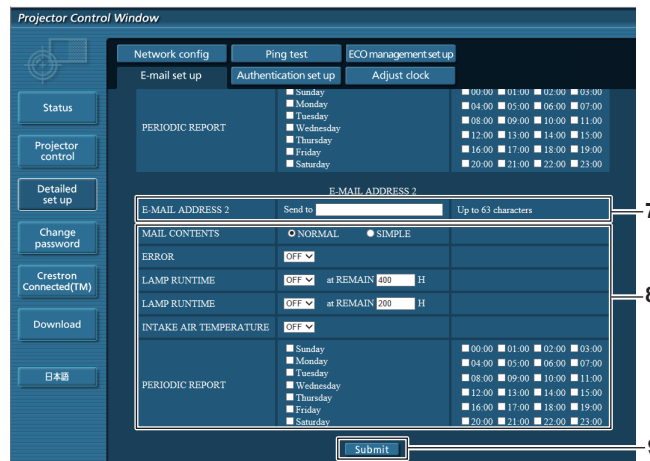 Projector Control Window
Network config Ping test ECO management set up
E-mail set up Authentication set up Adjust clock
Status
Projector control
Detailed set up
Change password
Crestron Connected(TM)
Download
日本語
Sunday 00:00 01:00 02:00 03:00
Monday 04:00 05:00 06:00 07:00
Tuesday 08:00 09:00 10:00 11:00
PERIODIC REPORT Wednesday
Thursday 12:00 13:00 14:00 15:00
Friday 16:00 17:00 18:00 19:00
Saturday 20:00 21:00 22:00 23:00
E-MAIL ADDRESS 2
E-MAIL ADDRESS 2 Send to Up to 63 characters
7
MAIL CONTENTS NORMAL SIMPLE
ERROR OFF
LAMP RUNTIME OFF at REMAIN 400 H
8
LAMP RUNTIME OFF at REMAIN 200 H
INTAKE AIR TEMPERATURE OFF
Sunday 00:00 01:00 02:00 03:00
Monday 04:00 05:00 06:00 07:00
Tuesday 08:00 09:00 10:00 11:00
PERIODIC REPORT Wednesday
Thursday 12:00 13:00 14:00 15:00
Friday 16:00 17:00 18:00 19:00
Saturday 20:00 21:00 22:00 23:00
Submit
9